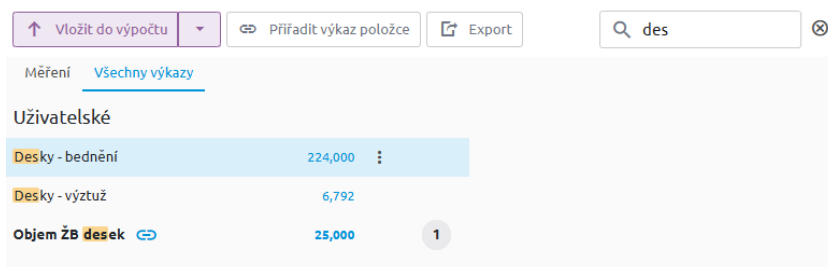 Vložit do výpočtu Přiřadit výkaz položce Export des
Měření Všechny výkazy
Uživatelské
Desky - bednění 224,000
Desky - výztuž 6,792
Objem ŽB desek 25,000 1